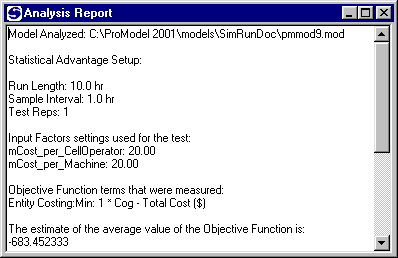 Analysis Report
Model Analyzed: C:\ProModel 2001\models\SimRunDoc\pmmod9.mod
Statistical Advantage Setup:
Run Length: 10.0 hr
Sample Interval: 1.0 hr
Test Reps: 1
Input Factors settings used for the test:
mCost_per_CellOperator: 20.00
mCost_per_Machine: 20.00
Objective Function terms that were measured:
Entity Costing:Min: 1 * Cog - Total Cost ($)
The estimate of the average value of the Objective Function is:
-683.452333